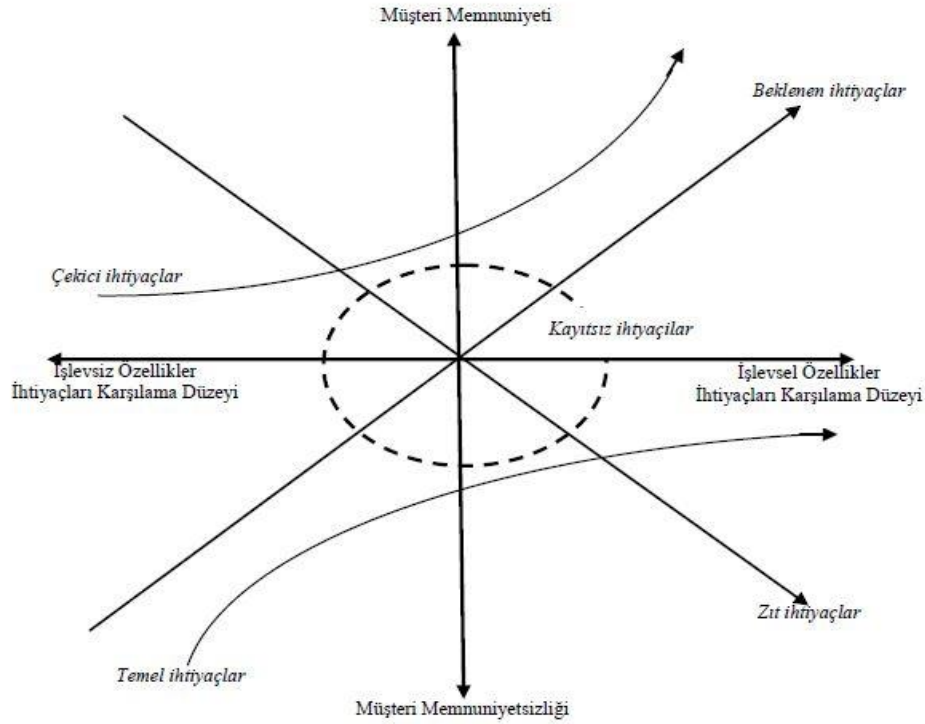 Müşteri Memnuniyeti
Beklenen ihtiyaçlar
Çekici ihtiyaçlar
Kayıtsız ihtyaçilar
İşlevsiz Özellikler
İhtiyaçları Karşılama Düzeyi
İşlevsel Özellikler
İhtiyaçları Karşılama Düzeyi
Zıt ihtiyaçlar
Temel ihtiyaçlar
Müşteri Memnuniyetsizliği